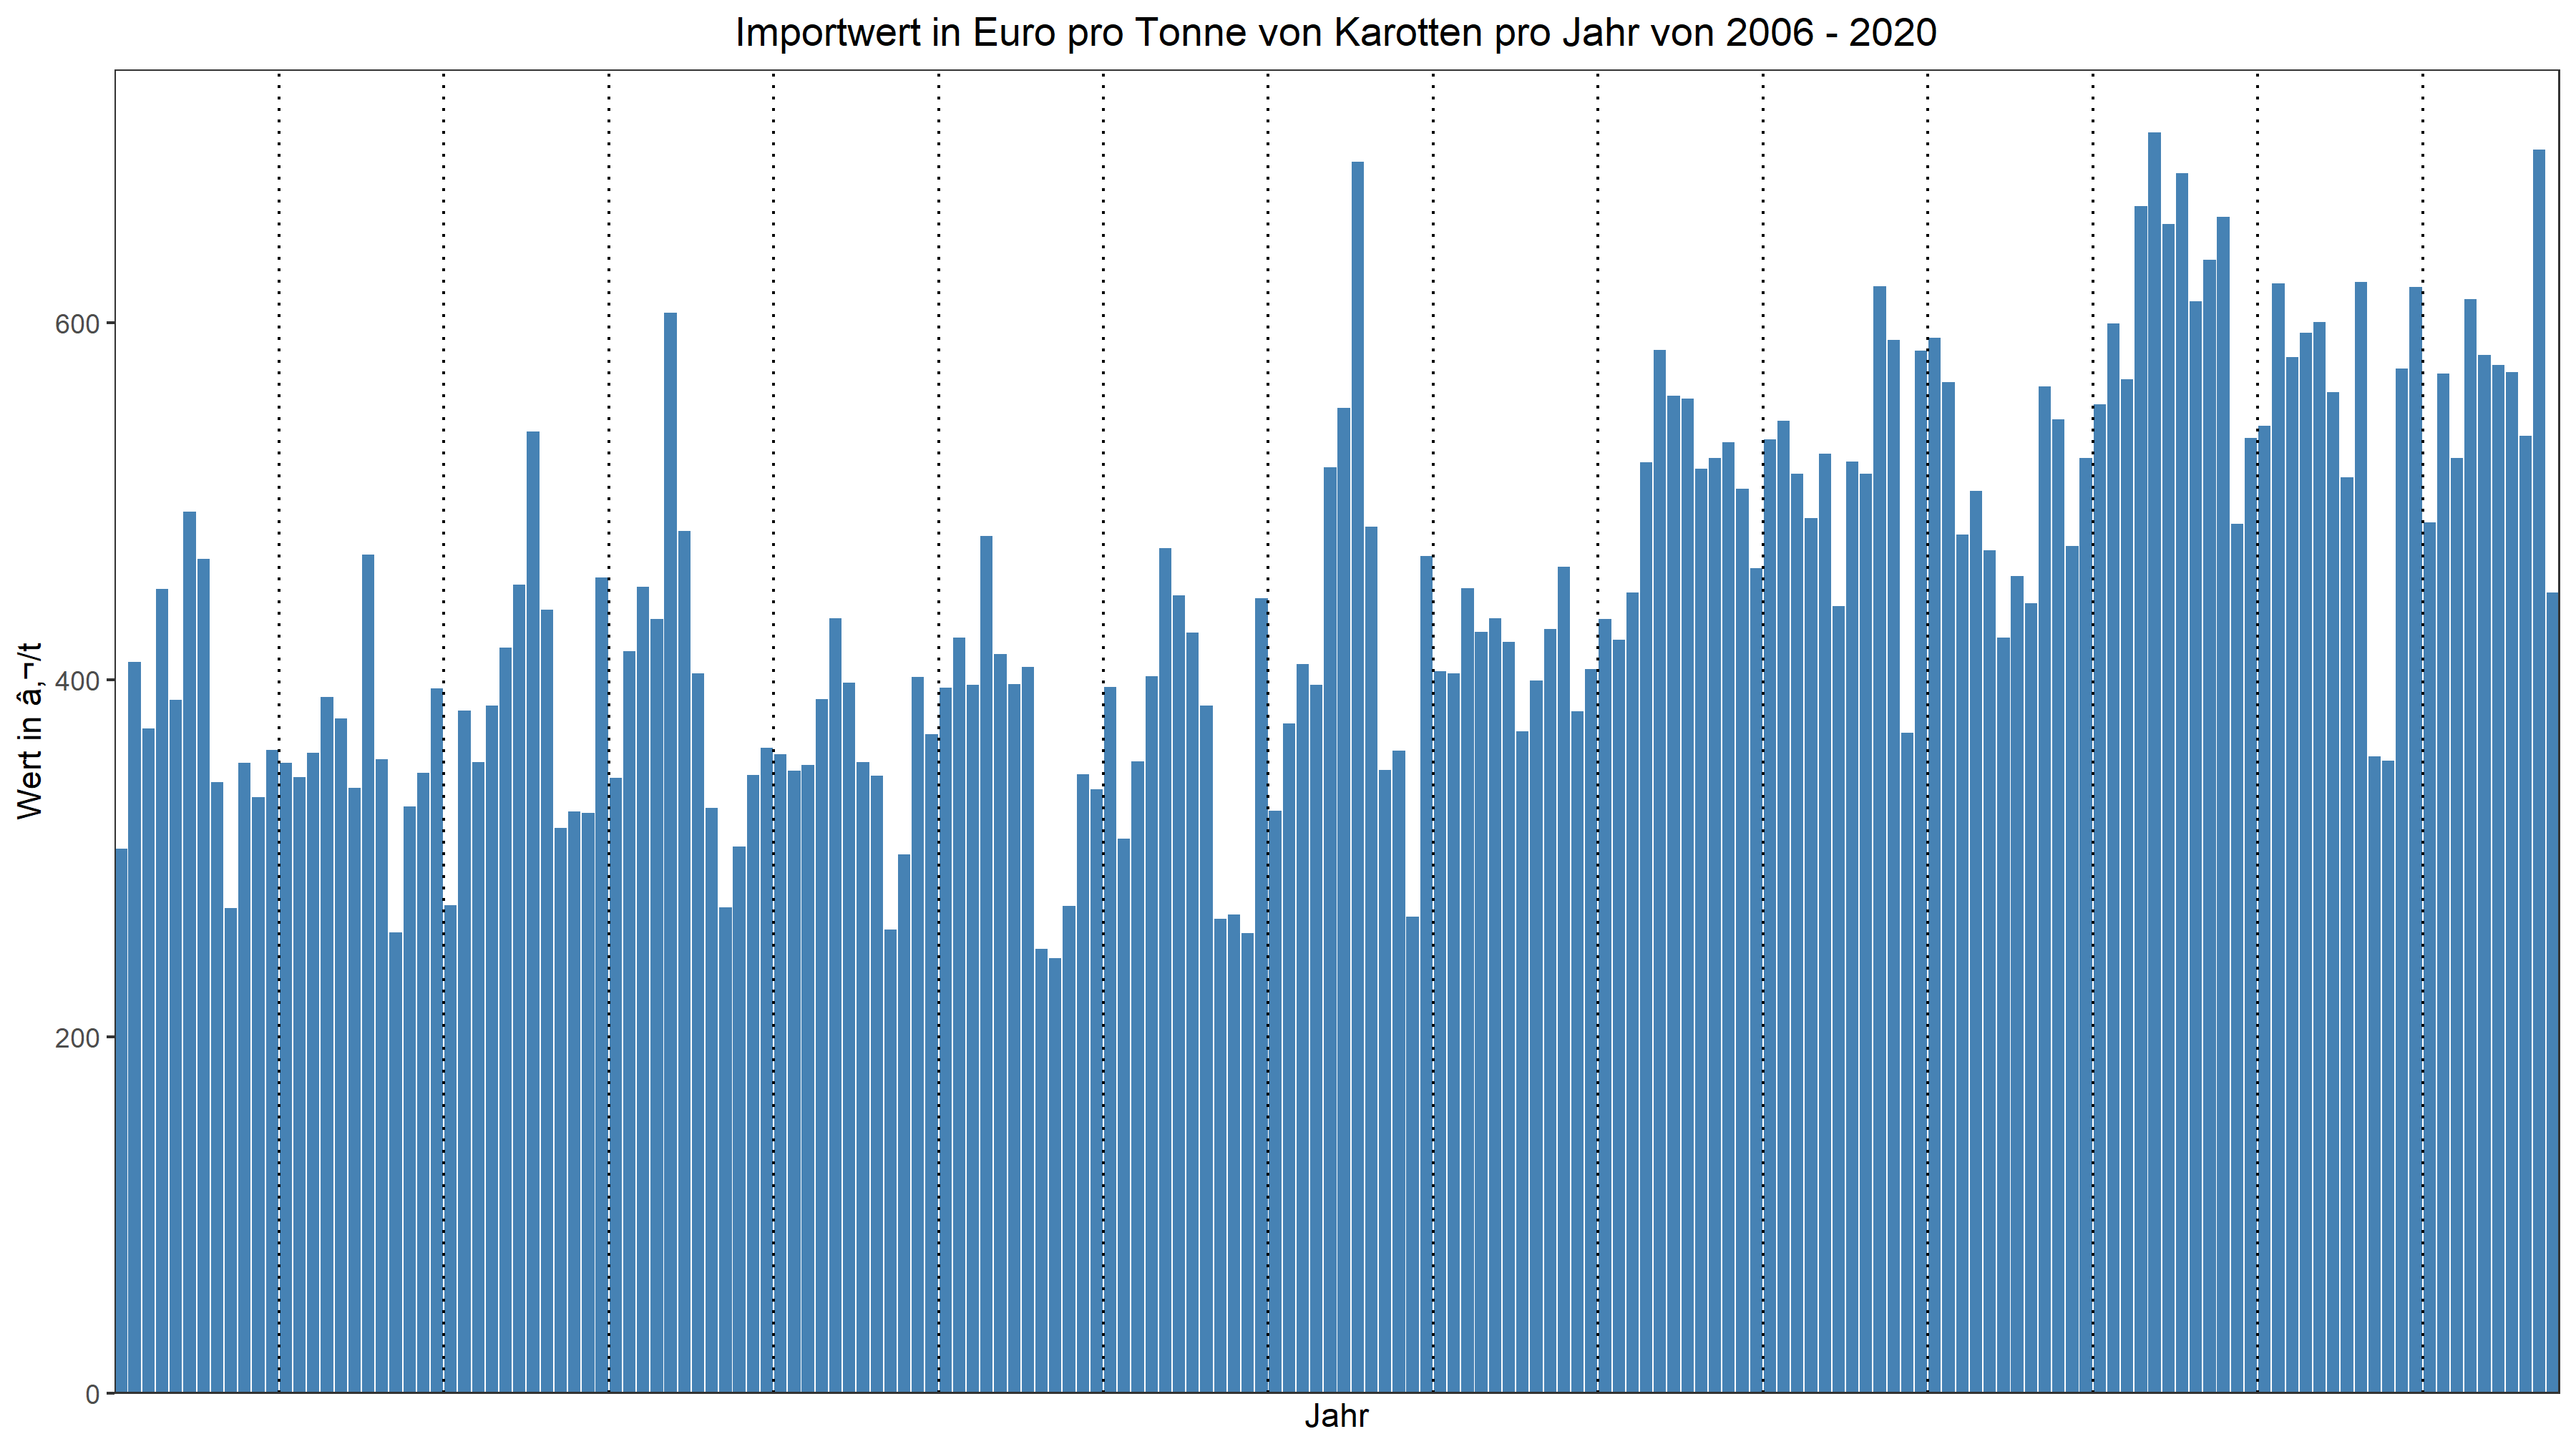 Importwert in Euro pro Tonne von Karotten pro Jahr von 2006 - 2020
Wert in â‚¬/t
600
400
200
0
Jahr